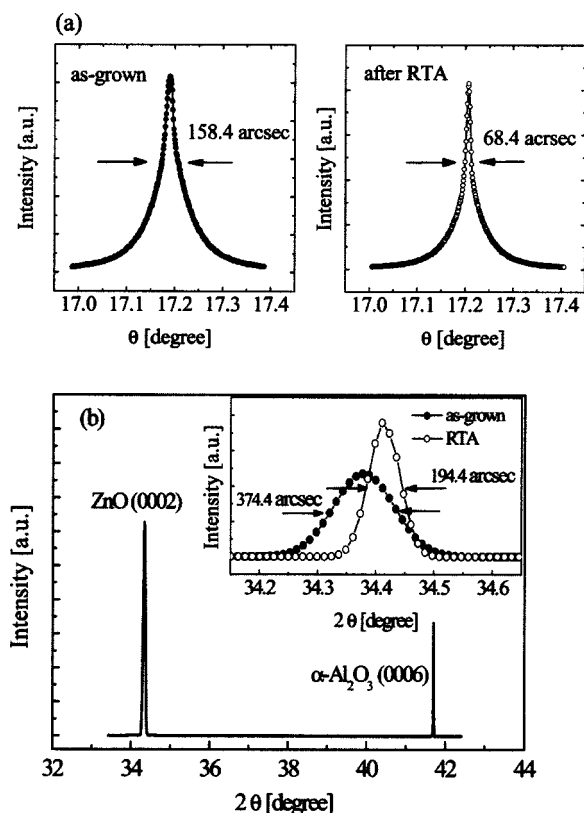 (a)
as-grown
158.4 arcsec
Intensity [a.u.]
17.0 17.1 17.2 17.3 17.4
θ [degree]
after RTA
68.4 acrsec
Intensity [a.u.]
17.0 17.1 17.2 17.3 17.4
θ [degree]
(b)
as-grown
RTA
374.4 arcsec
194.4 arcsec
Intensity [a.u.]
34.2 34.3 34.4 34.5 34.6
2 θ [degree]
ZnO (0002)
α-Al₂O₃ (0006)
Intensity [a.u.]
32 34 36 38 40 42 44
2 θ [degree]